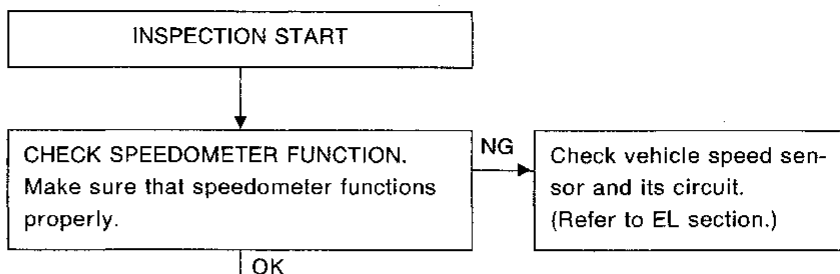 INSPECTION START
CHECK SPEEDOMETER FUNCTION.
Make sure that speedometer functions
properly.
NG
Check vehicle speed sen-
sor and its circuit.
(Refer to EL section.)
OK